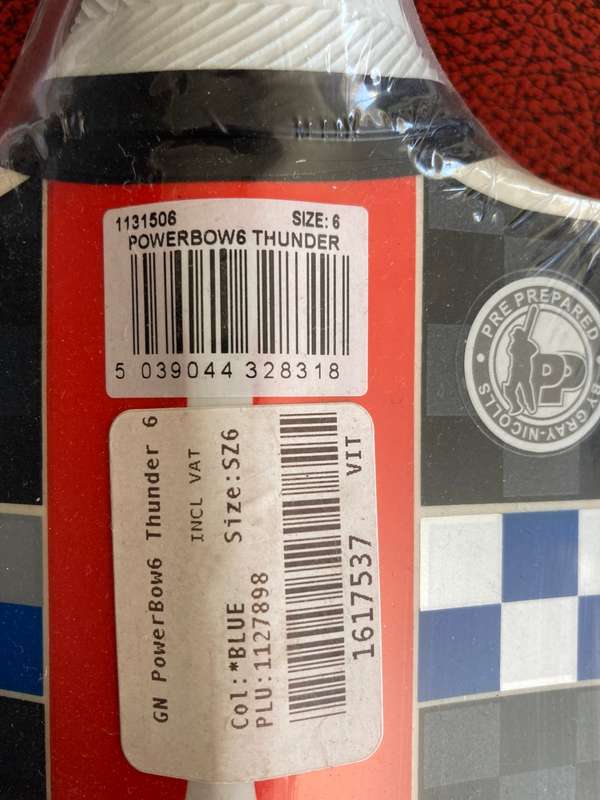 1131506 SIZE: 6
POWERBOW6 THUNDER
5 039044 328318
PRE PREPARED
BY GRAY-NICOLLS
PP
GN PowerBow6 Thunder 6
INCL VAT
Col:*BLUE Size:SZ6
PLU:1127898
1617537 VIT